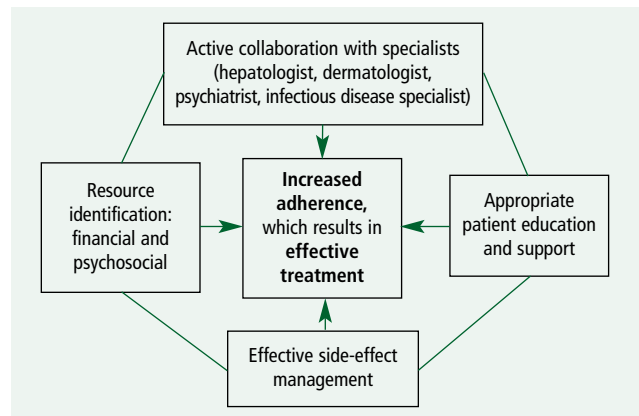 Active collaboration with specialists
(hepatologist, dermatologist,
psychiatrist, infectious disease specialist)
Resource
identification:
financial and
psychosocial
Increased
adherence,
which results in
effective
treatment
Appropriate
patient education
and support
Effective side-effect
management